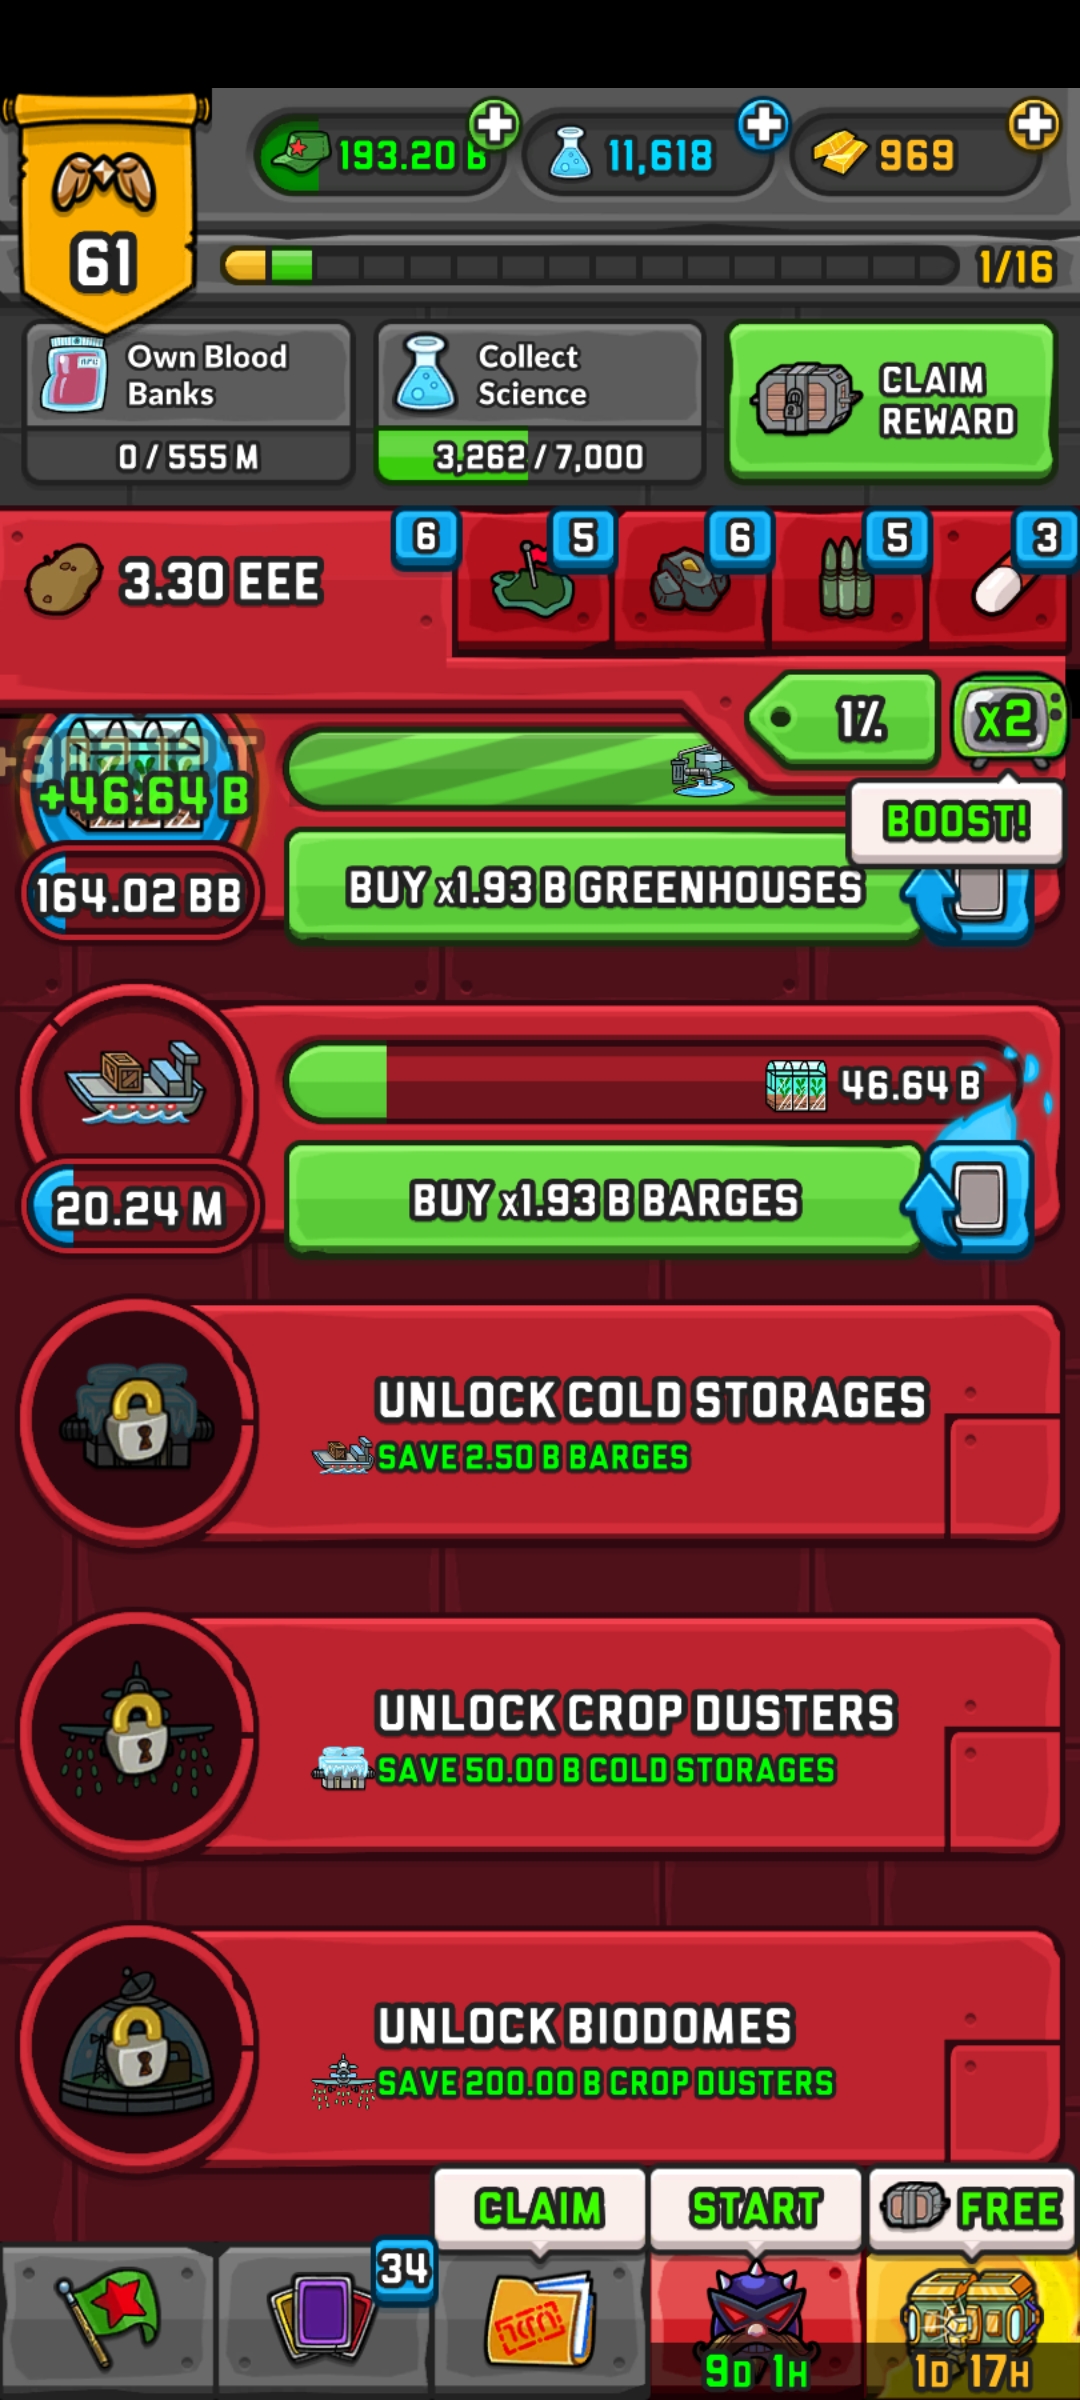 193.20 B
11,618
969
61
1/16
Own Blood
Banks
0 / 555 M
Collect
Science
3,262 / 7,000
CLAIM
REWARD
3.30 EEE
6
5
6
5
3
1%
x2
BOOST!
+46.64 B
164.02 BB
BUY x1.93 B GREENHOUSES
46.64 B
20.24 M
BUY x1.93 B BARGES
UNLOCK COLD STORAGES
SAVE 2.50 B BARGES
UNLOCK CROP DUSTERS
SAVE 50.00 B COLD STORAGES
UNLOCK BIODOMES
SAVE 200.00 B CROP DUSTERS
CLAIM
START
FREE
34
9D 1H
1D 17H